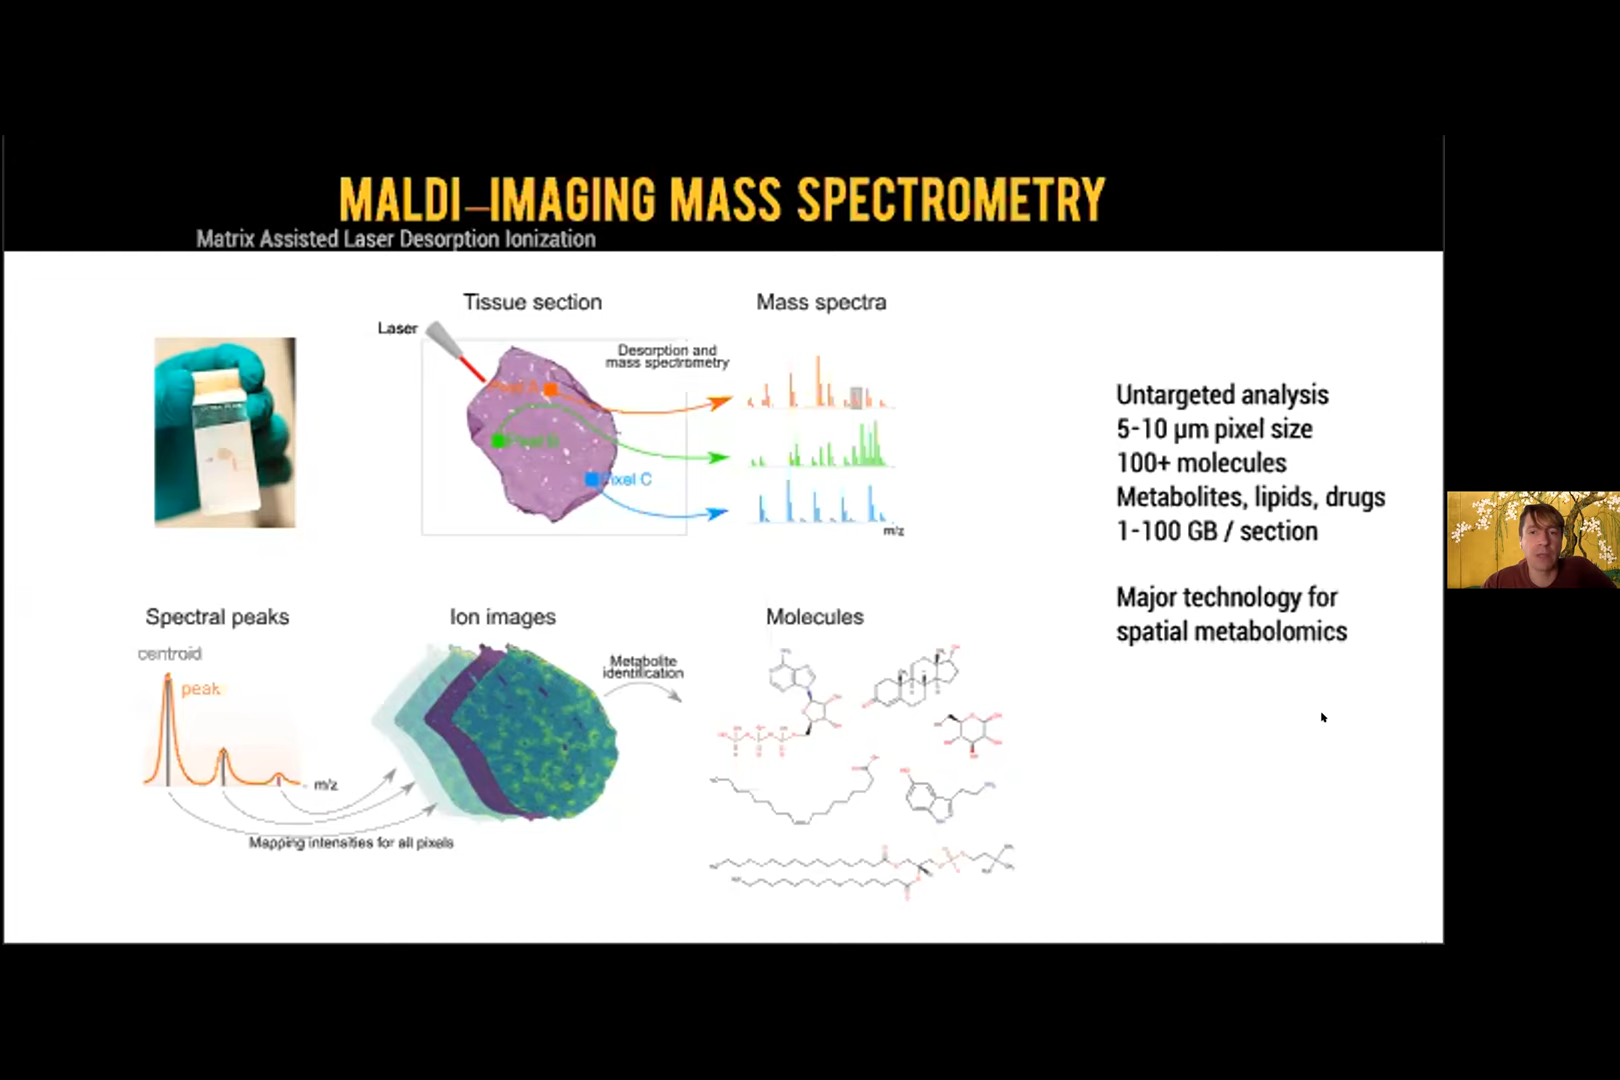 MALDI–IMAGING MASS SPECTROMETRY
Matrix Assisted Laser Desorption Ionization
Tissue section
Mass spectra
Laser
Desorption and
mass spectrometry
Pixel A
Pixel B
Pixel C
m/z
Untargeted analysis
5-10 µm pixel size
100+ molecules
Metabolites, lipids, drugs
1-100 GB / section
Major technology for
spatial metabolomics
Spectral peaks
Ion images
Molecules
centroid
peak
m/z
Metabolite
identification
Mapping intensities for all pixels